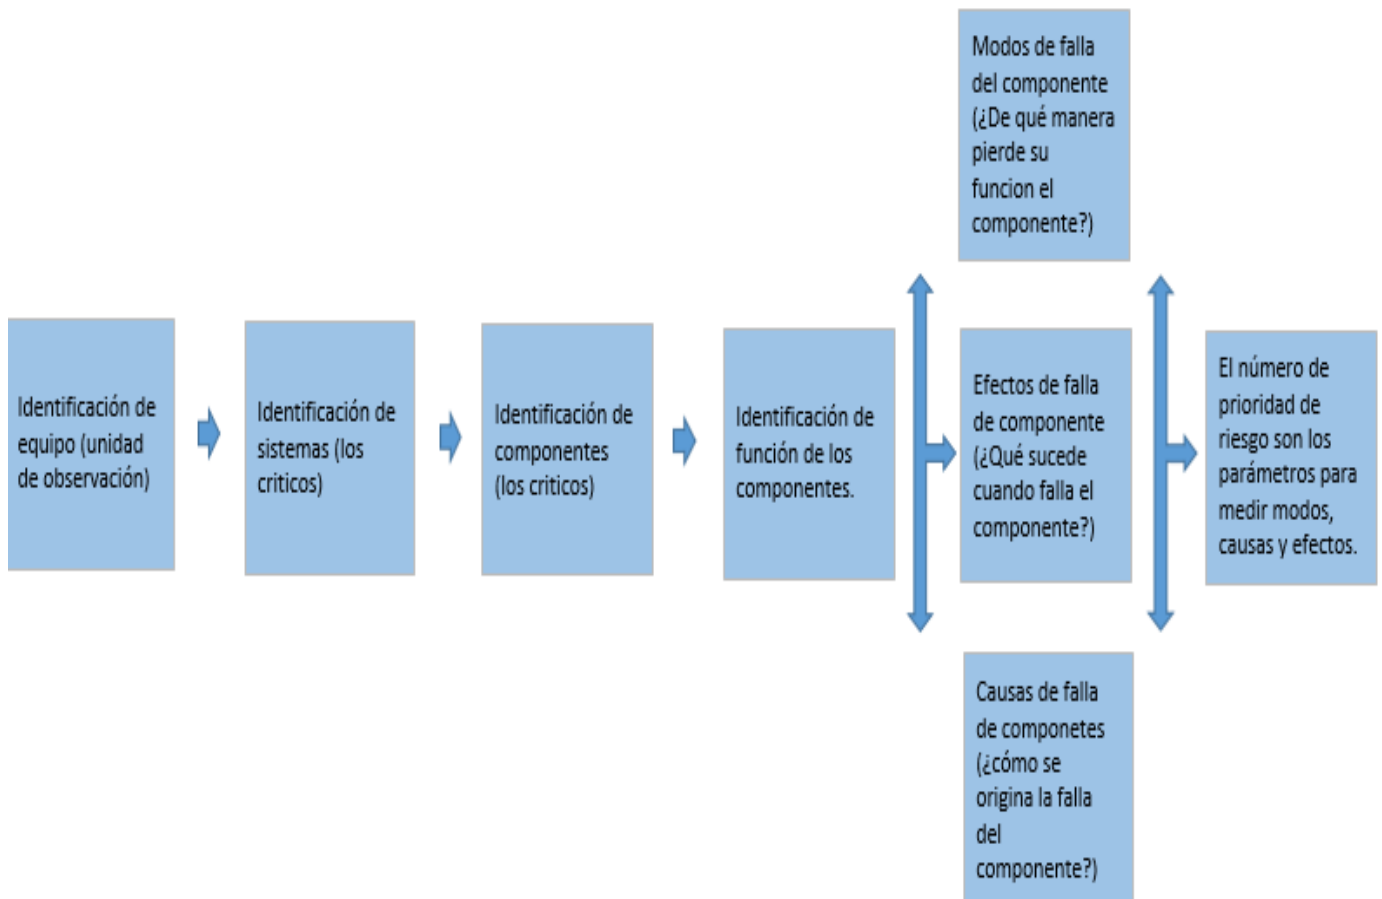 Identificación de
equipo (unidad
de observación)
Identificación de
sistemas (los
criticos)
Identificación de
componentes
(los criticos)
Identificación de
función de los
componentes.
Modos de falla
del componente
(¿De qué manera
pierde su
funcion el
componente?)
Efectos de falla
de componente
(¿Qué sucede
cuando falla el
componente?)
Causas de falla
de componetes
(¿cómo se
origina la falla
del
componente?)
El número de
prioridad de
riesgo son los
parámetros para
medir modos,
causas y efectos.